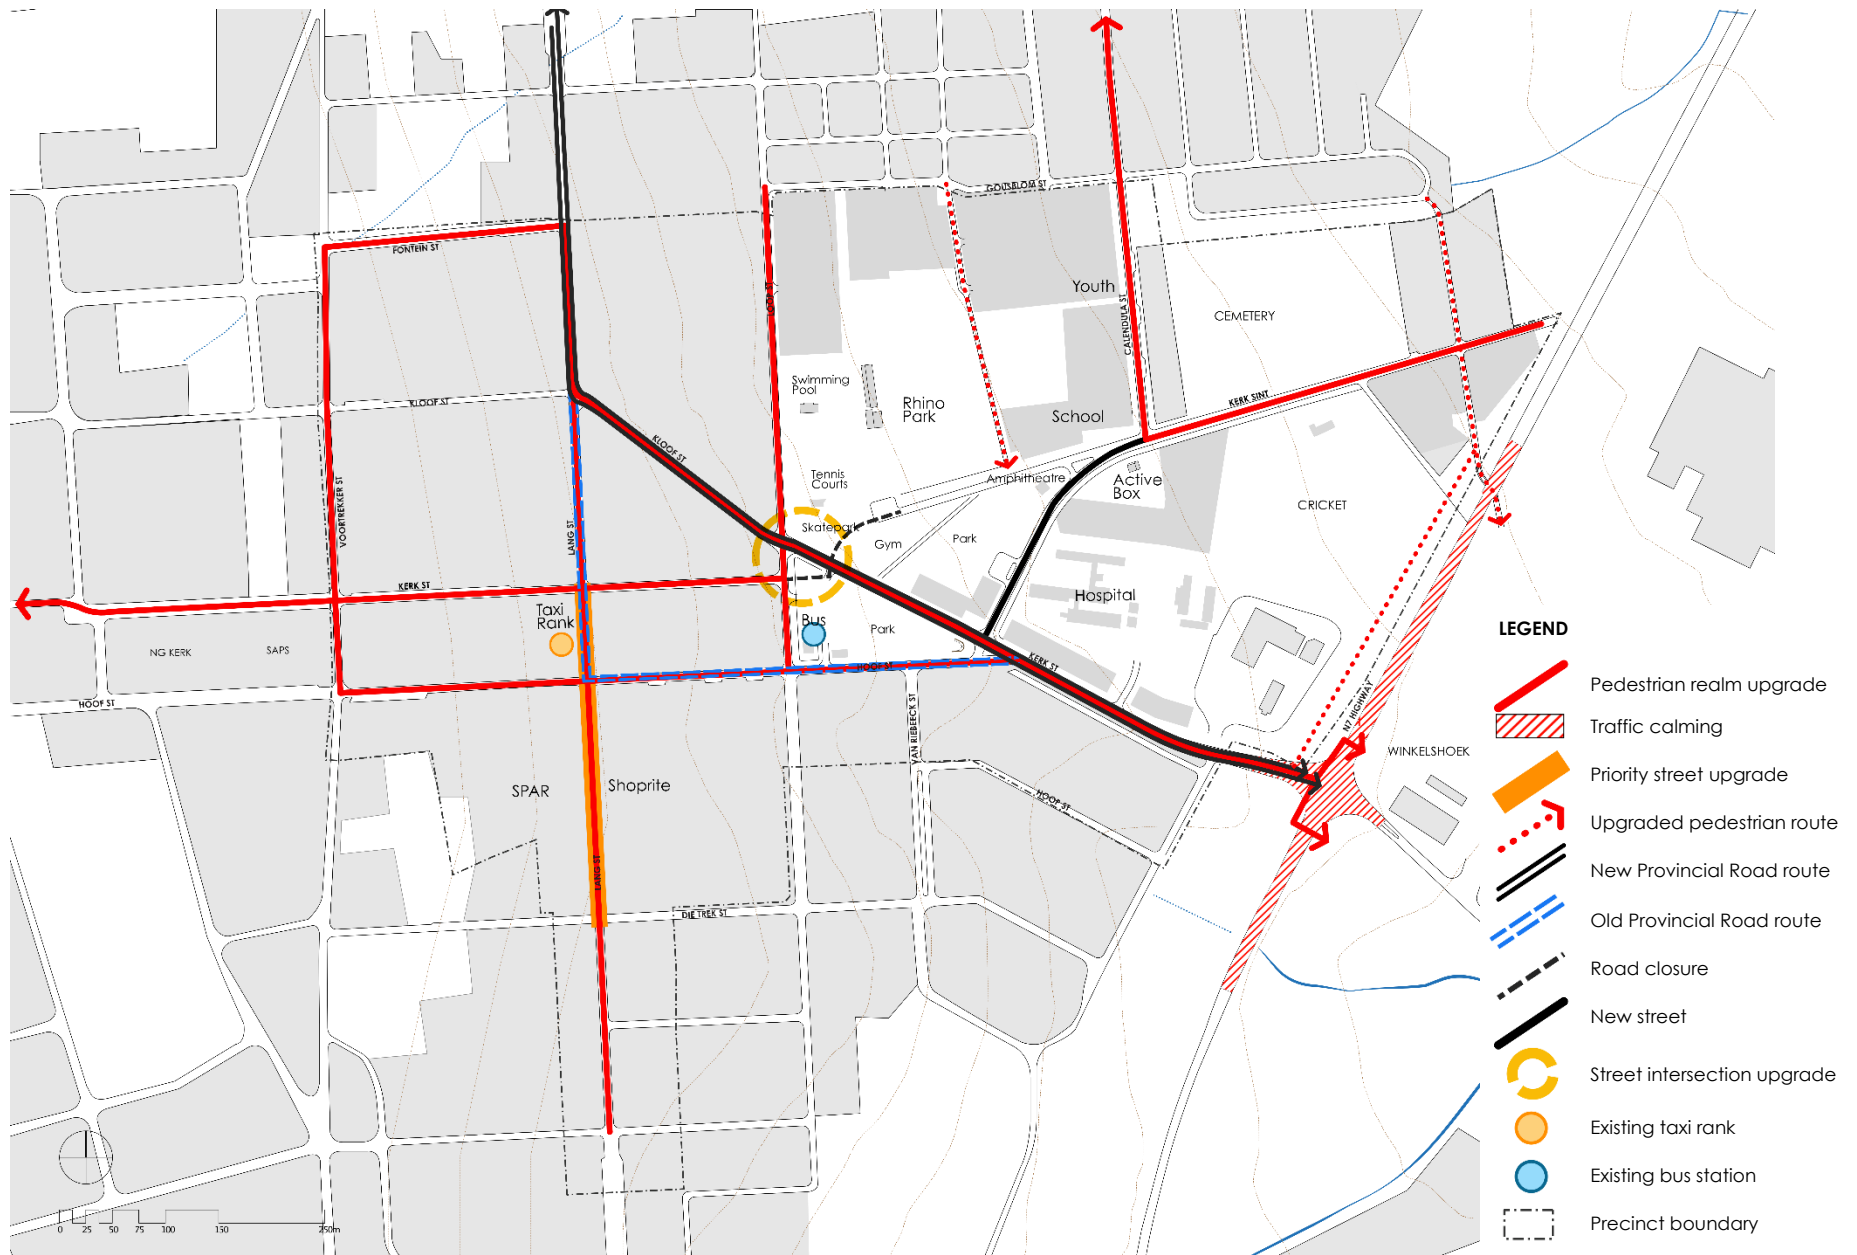 GOUSBLOM ST
FONTEIN ST
LOOP ST
Youth
CALENDULA ST
CEMETERY
Swimming
Pool
Rhino
Park
School
KERK SINT
KLOOF ST
KLOOF ST
VOORTREKKER ST
LANG ST
Tennis
Courts
Amphitheatre
Active
Box
CRICKET
Skatepark
Gym
Park
KERK ST
Taxi
Rank
Bus
Park
Hospital
NG KERK
SAPS
HOOF ST
HOOF ST
KERK ST
VAN RIEBEECK ST
N7 HIGHWAY
WINKELSHOEK
SPAR
Shoprite
HOOF ST
LANG ST
DIE TREK ST
0
25
50
75
100
150
250m
LEGEND
Pedestrian realm upgrade
Traffic calming
Priority street upgrade
Upgraded pedestrian route
New Provincial Road route
Old Provincial Road route
Road closure
New street
Street intersection upgrade
Existing taxi rank
Existing bus station
Precinct boundary